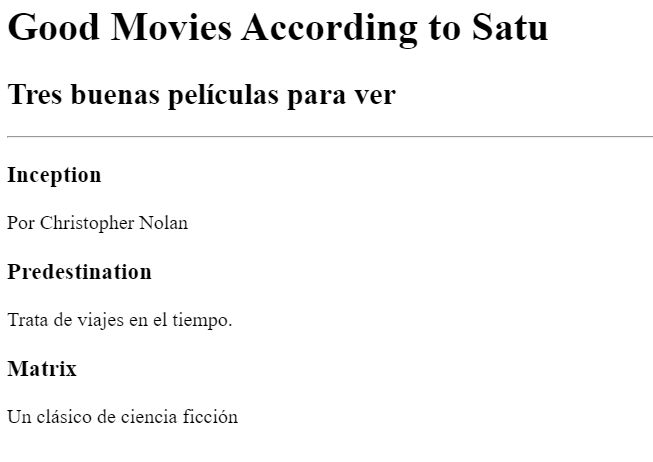 Good Movies According to Satu
Tres buenas películas para ver
Inception
Por Christopher Nolan
Predestination
Trata de viajes en el tiempo.
Matrix
Un clásico de ciencia ficción